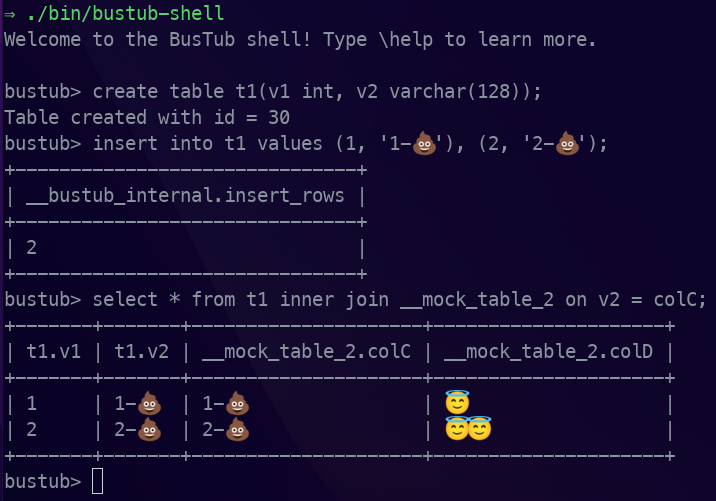 ⇒ ./bin/bustub-shell
Welcome to the BusTub shell! Type \help to learn more.
bustub> create table t1(v1 int, v2 varchar(128));
Table created with id = 30
bustub> insert into t1 values (1, '1-💩'), (2, '2-💩');
+-------------------------------+
| __bustub_internal.insert_rows |
+-------------------------------+
| 2                             |
+-------------------------------+
bustub> select * from t1 inner join __mock_table_2 on v2 = colC;
+-------+-------+---------------------+---------------------+
| t1.v1 | t1.v2 | __mock_table_2.colC | __mock_table_2.colD |
+-------+-------+---------------------+---------------------+
| 1     | 1-💩  | 1-💩                | 😇                  |
| 2     | 2-💩  | 2-💩                | 😇😇                |
+-------+-------+---------------------+---------------------+
bustub>